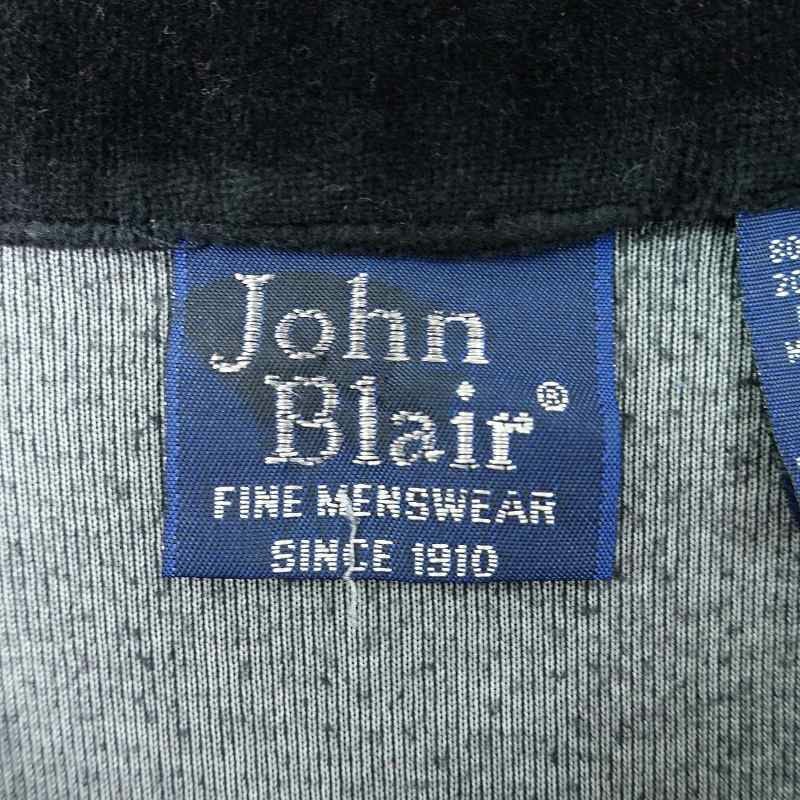 John
Blair®
FINE MENSWEAR
SINCE 1910